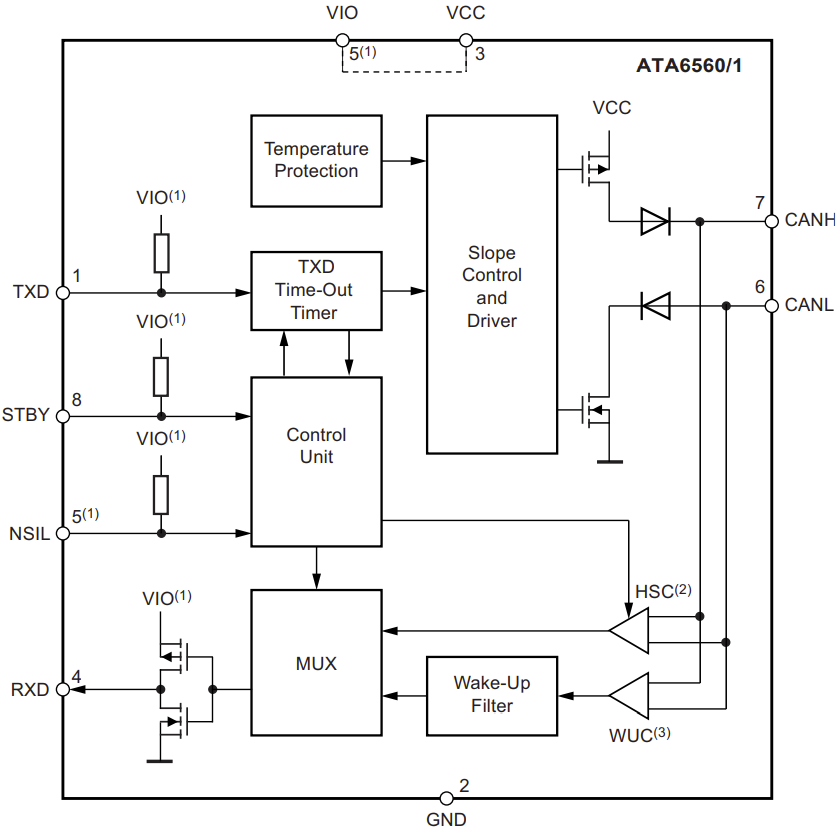 VIO
VCC
5(1)
3
ATA6560/1
VCC
Temperature
Protection
VIO(1)
7
CANH
TXD
1
TXD
Time-Out
Timer
Slope
Control
and
Driver
6
CANL
VIO(1)
STBY
8
Control
Unit
VIO(1)
NSIL
5(1)
HSC(2)
VIO(1)
MUX
RXD
4
Wake-Up
Filter
WUC(3)
2
GND